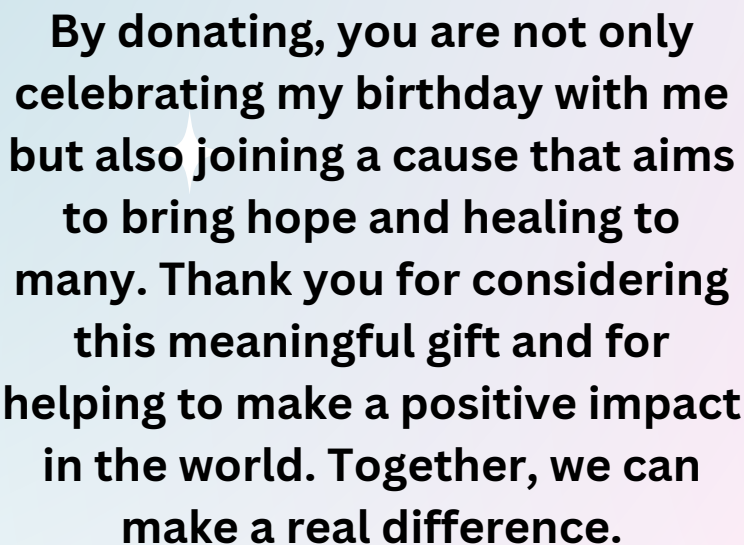 By donating, you are not only
celebrating my birthday with me
but also joining a cause that aims
to bring hope and healing to
many. Thank you for considering
this meaningful gift and for
helping to make a positive impact
in the world. Together, we can
make a real difference.